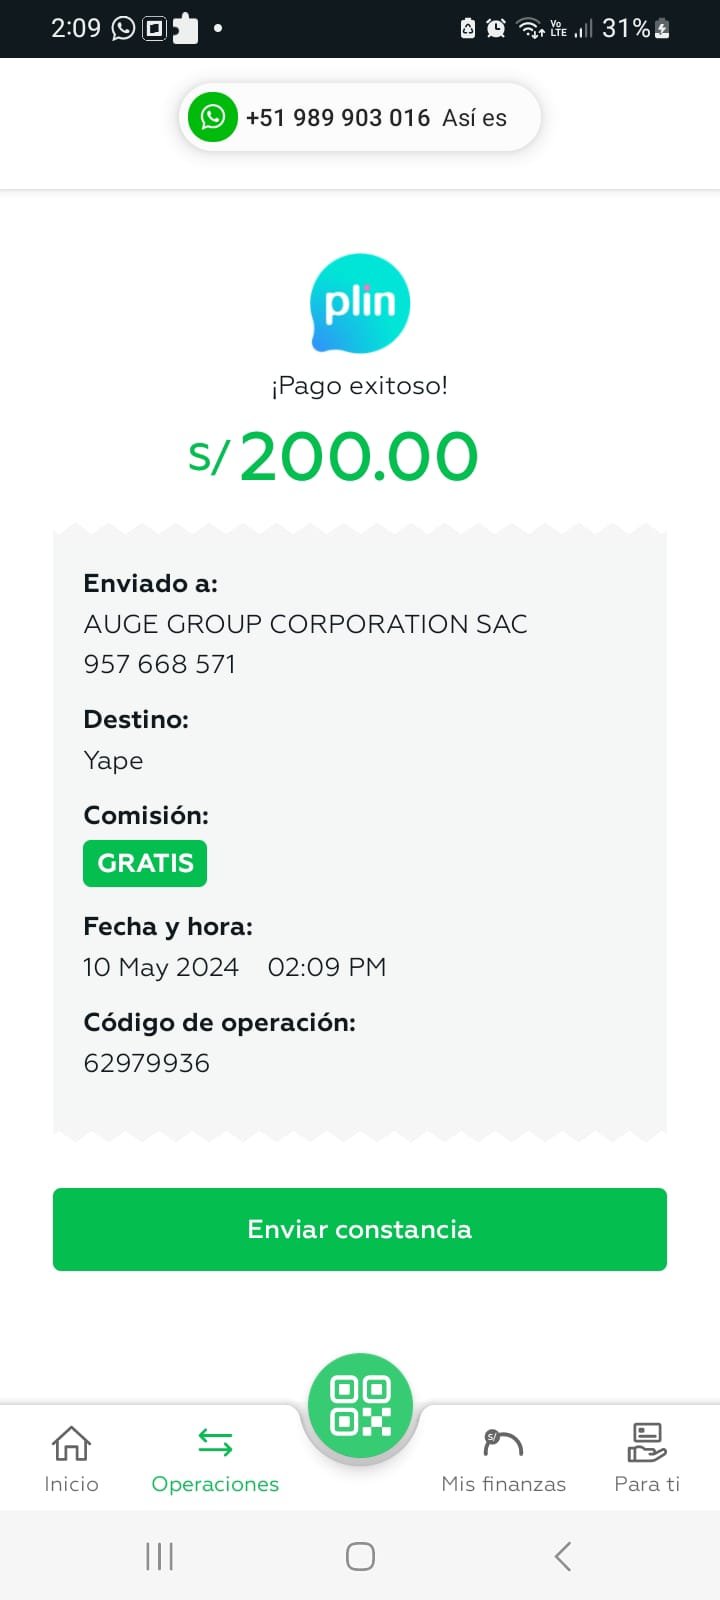 2:09
Vo
LTE
31%
+51 989 903 016 Así es
plin
¡Pago exitoso!
S/200.00
Enviado a:
AUGE GROUP CORPORATION SAC
957 668 571
Destino:
Yape
Comisión:
GRATIS
Fecha y hora:
10 May 2024 02:09 PM
Código de operación:
62979936
Enviar constancia
S/
Inicio
Operaciones
Mis finanzas
Para ti